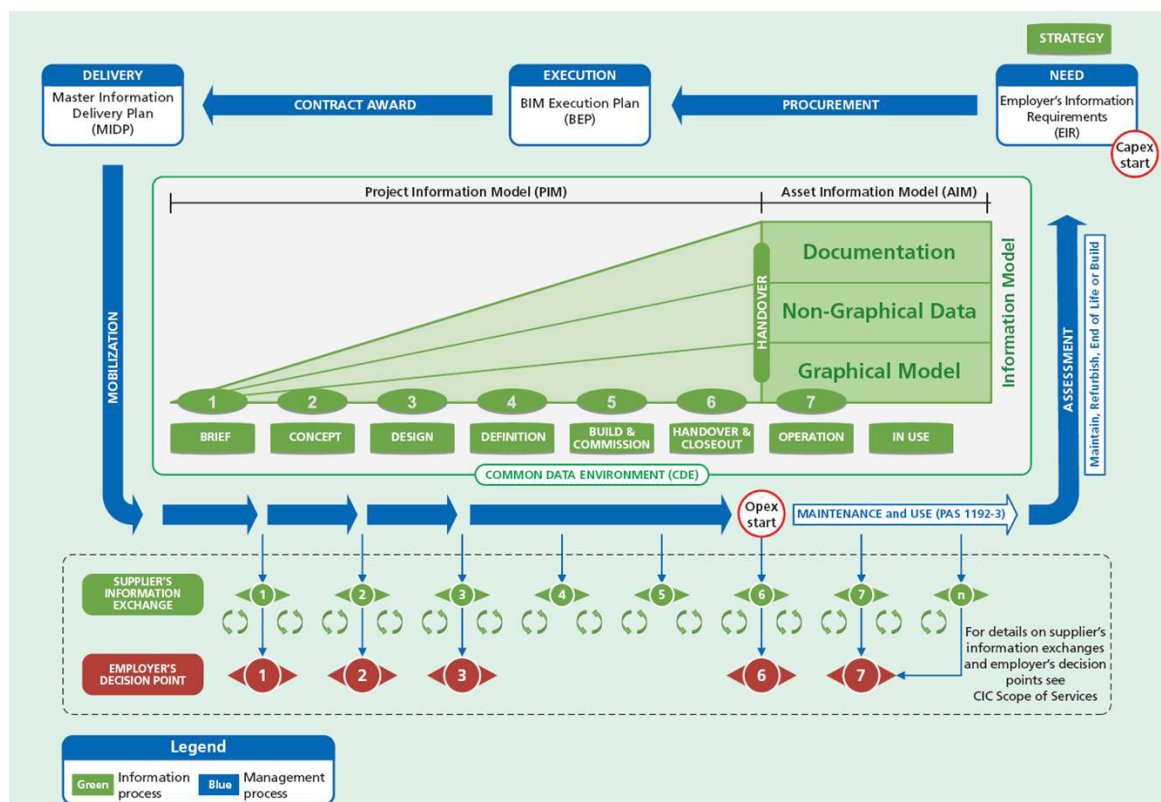 STRATEGY
DELIVERY
Master Information
Delivery Plan
(MIDP)
CONTRACT AWARD
EXECUTION
BIM Execution Plan
(BEP)
PROCUREMENT
NEED
Employer's Information
Requirements
(EIR)
Capex
start
Project Information Model (PIM)
Asset Information Model (AIM)
Documentation
Non-Graphical Data
Graphical Model
HANDOVER
Information Model
MOBILIZATION
ASSESSMENT
Maintain, Refurbish, End of Life or Build
1 2 3 4 5 6 7
BRIEF
CONCEPT
DESIGN
DEFINITION
BUILD &
COMMISSION
HANDOVER &
CLOSEOUT
OPERATION
IN USE
COMMON DATA ENVIRONMENT (CDE)
Opex
start
MAINTENANCE and USE (PAS 1192-3)
SUPPLIER'S
INFORMATION
EXCHANGE
1 2 3 4 5 6 7 n
For details on supplier's
information exchanges
and employer's decision
points see
CIC Scope of Services
EMPLOYER'S
DECISION POINT
1 2 3 6 7
Legend
Green
Information
process
Blue
Management
process